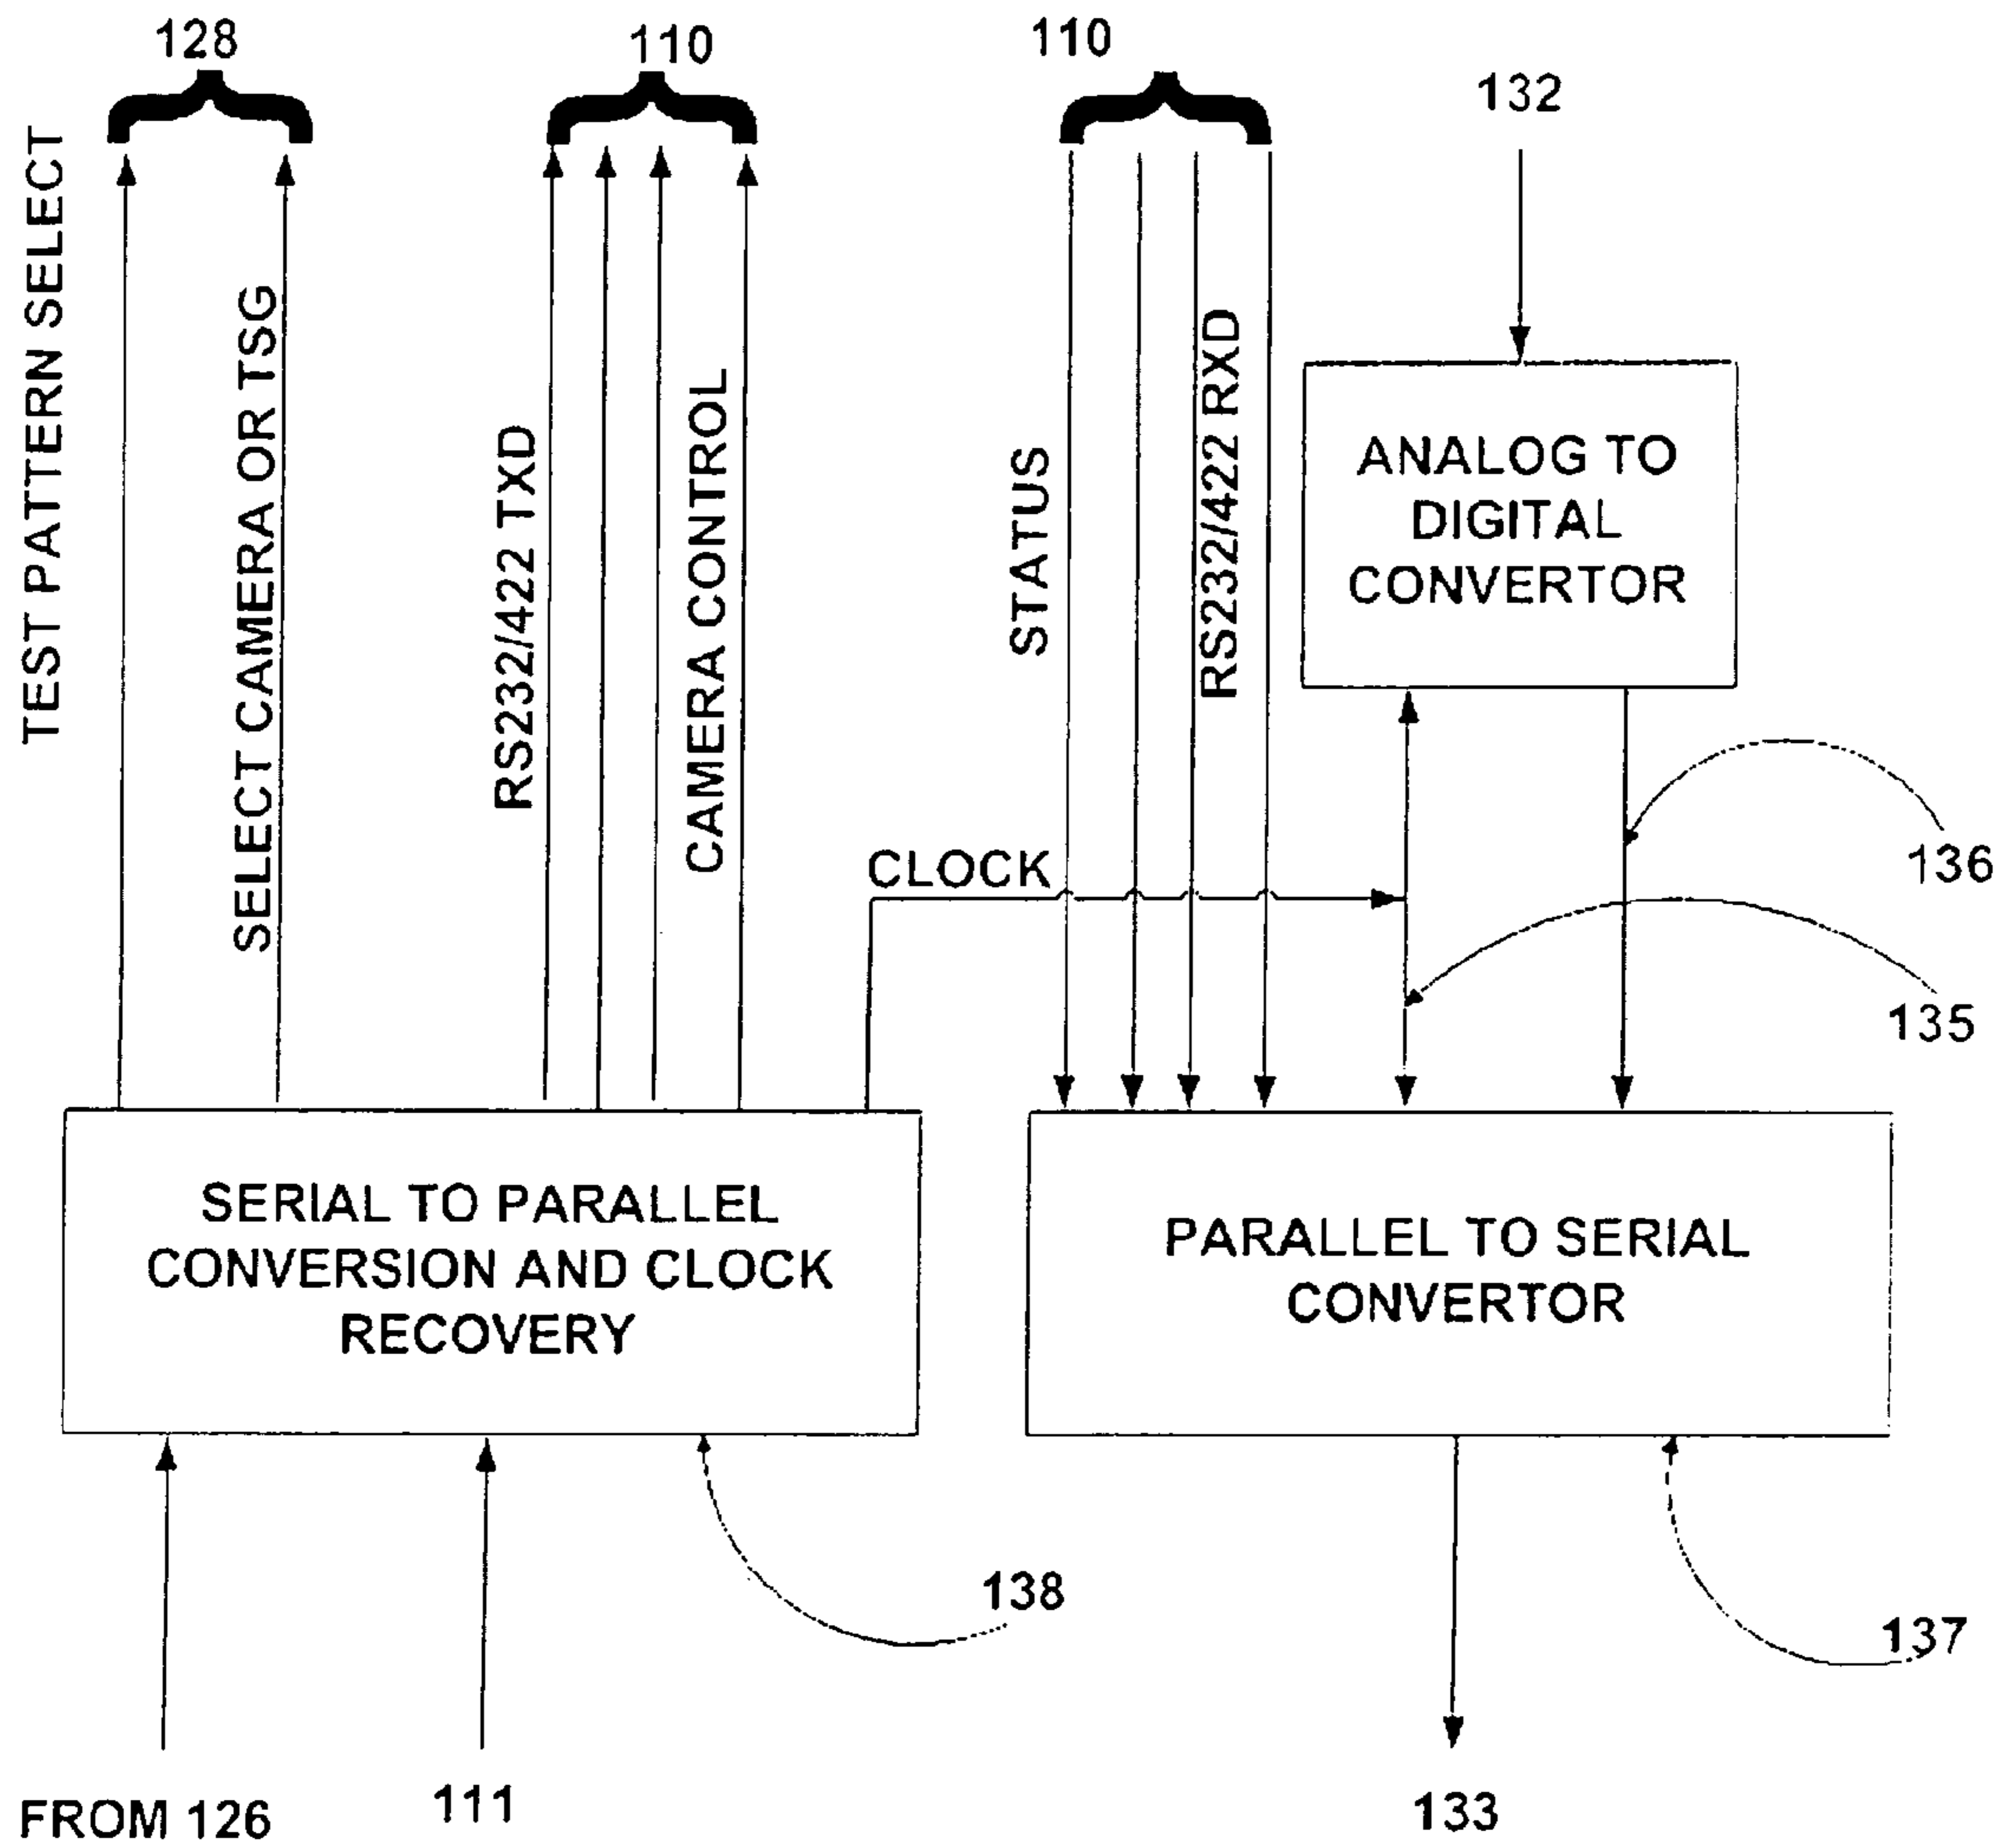 128
110
110
132
TEST PATTERN SELECT
SELECT CAMERA OR TSG
RS232/422 TXD
CAMERA CONTROL
STATUS
RS232/422 RXD
ANALOG TO
DIGITAL
CONVERTOR
CLOCK
136
135
SERIAL TO PARALLEL
CONVERSION AND CLOCK
RECOVERY
PARALLEL TO SERIAL
CONVERTOR
138
137
FROM 126
111
133